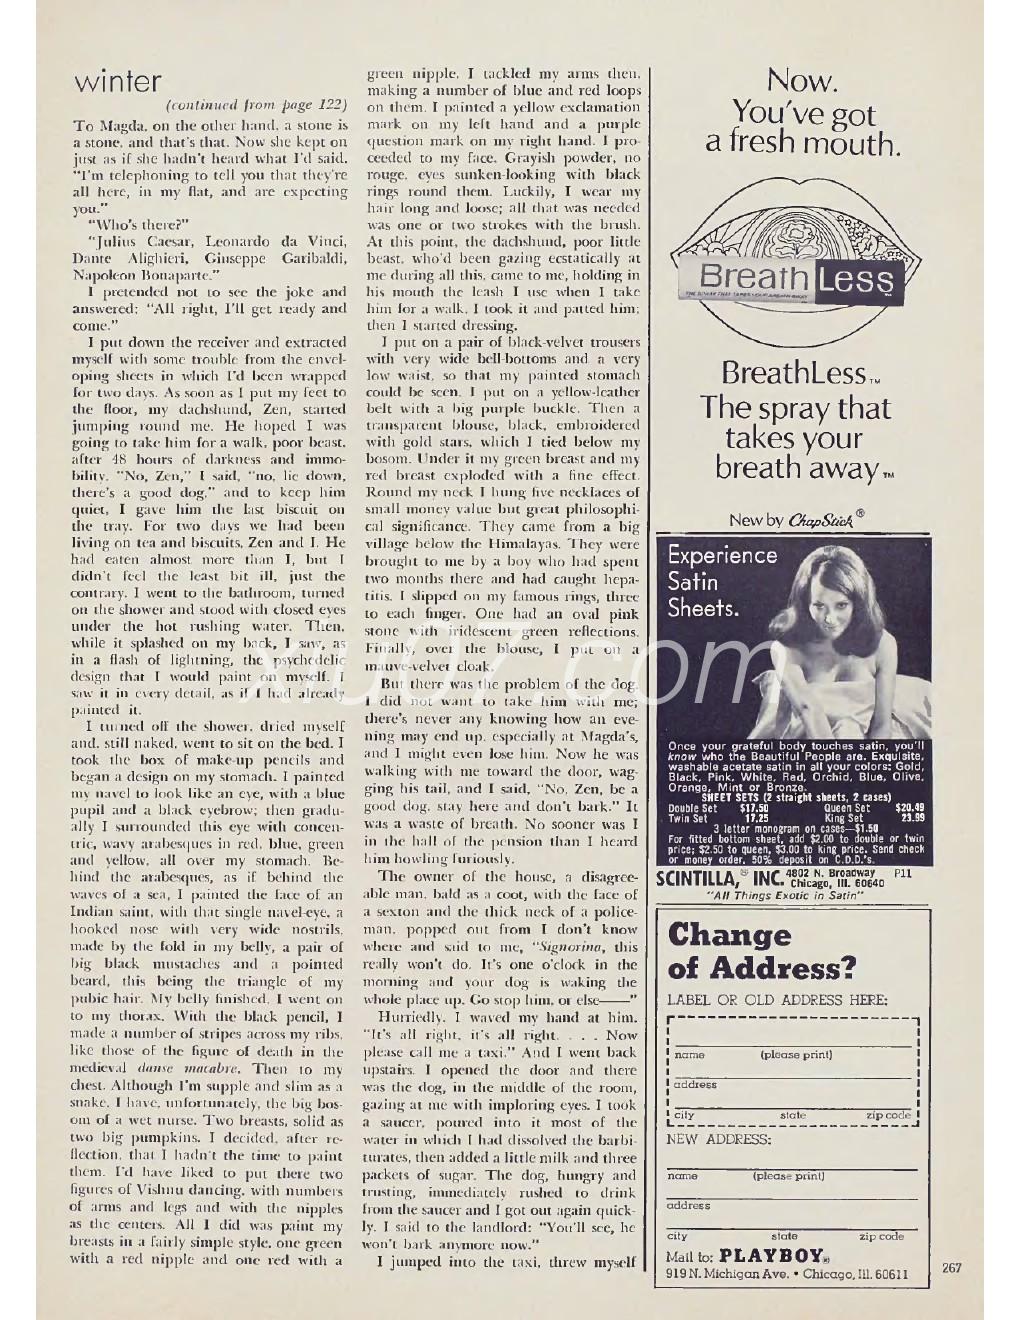 winter
(continued from page 122)
To Magda, on the other hand, a stone is
a stone, and that's that. Now she kept on
just as if she hadn't heard what I'd said.
"I'm telephoning to tell you that they're
all here, in my flat, and are expecting
you."
"Who's there?"
"Julius Caesar, Leonardo da Vinci,
Dante Alighieri, Giuseppe Garibaldi,
Napoleon Bonaparte."
I pretended not to see the joke and
answered: "All right, I'll get ready and
come."
I put down the receiver and extracted
myself with some trouble from the envel-
oping sheets in which I'd been wrapped
for two days. As soon as I put my feet to
the floor, my dachshund, Zen, started
jumping round me. He hoped I was
going to take him for a walk, poor beast,
after 48 hours of darkness and immo-
bility. "No, Zen," I said, "no, lie down,
there's a good dog," and to keep him
quiet, I gave him the last biscuit on
the tray. For two days we had been
living on tea and biscuits, Zen and I. He
had eaten almost more than I, but I
didn't feel the least bit ill, just the
contrary. I went to the bathroom, turned
on the shower and stood with closed eyes
under the hot rushing water. Then,
while it splashed on my back, I saw, as
in a flash of lightning, the psychedelic
design that I would paint on myself. I
saw it in every detail, as if I had already
painted it.
I turned off the shower, dried myself
and, still naked, went to sit on the bed. I
took the box of make-up pencils and
began a design on my stomach. I painted
my navel to look like an eye, with a blue
pupil and a black eyebrow; then gradu-
ally I surrounded this eye with concen-
tric, wavy arabesques in red, blue, green
and yellow, all over my stomach. Be-
hind the arabesques, as if behind the
waves of a sea, I painted the face of an
Indian saint, with that single navel-eye, a
hooked nose with very wide nostrils,
made by the fold in my belly, a pair of
big black mustaches and a pointed
beard, this being the triangle of my
pubic hair. My belly finished, I went on
to my thorax. With the black pencil, I
made a number of stripes across my ribs,
like those of the figure of death in the
medieval danse macabre. Then to my
chest. Although I'm supple and slim as a
snake, I have, unfortunately, the big bos-
om of a wet nurse. Two breasts, solid as
two big pumpkins. I decided, after re-
flection, that I hadn't the time to paint
them. I'd have liked to put there two
figures of Vishnu dancing, with numbers
of arms and legs and with the nipples
as the centers. All I did was paint my
breasts in a fairly simple style, one green
with a red nipple and one red with a
green nipple. I tackled my arms then,
making a number of blue and red loops
on them. I painted a yellow exclamation
mark on my left hand and a purple
question mark on my right hand. I pro-
ceeded to my face. Grayish powder, no
rouge, eyes sunken-looking with black
rings round them. Luckily, I wear my
hair long and loose; all that was needed
was one or two strokes with the brush.
At this point, the dachshund, poor little
beast, who'd been gazing ecstatically at
me during all this, came to me, holding in
his mouth the leash I use when I take
him for a walk. I took it and patted him;
then I started dressing.
I put on a pair of black-velvet trousers
with very wide bell-bottoms and a very
low waist, so that my painted stomach
could be seen. I put on a yellow-leather
belt with a big purple buckle. Then a
transparent blouse, black, embroidered
with gold stars, which I tied below my
bosom. Under it my green breast and my
red breast exploded with a fine effect.
Round my neck I hung five necklaces of
small money value but great philosophi-
cal significance. They came from a big
village below the Himalayas. They were
brought to me by a boy who had spent
two months there and had caught hepa-
titis. I slipped on my famous rings, three
to each finger. One had an oval pink
stone with iridescent green reflections.
Finally, over the blouse, I put on a
mauve-velvet cloak.
But there was the problem of the dog.
I did not want to take him with me;
there's never any knowing how an eve-
ning may end up, especially at Magda's,
and I might even lose him. Now he was
walking with me toward the door, wag-
ging his tail, and I said, "No, Zen, be a
good dog, stay here and don't bark." It
was a waste of breath. No sooner was I
in the hall of the pension than I heard
him howling furiously.
The owner of the house, a disagree-
able man, bald as a coot, with the face of
a sexton and the thick neck of a police-
man, popped out from I don't know
where and said to me, "Signorina, this
really won't do. It's one o'clock in the
morning and your dog is waking the
whole place up. Go stop him, or else——"
Hurriedly, I waved my hand at him.
"It's all right, it's all right. . . . Now
please call me a taxi." And I went back
upstairs. I opened the door and there
was the dog, in the middle of the room,
gazing at me with imploring eyes. I took
a saucer, poured into it most of the
water in which I had dissolved the barbi-
turates, then added a little milk and three
packets of sugar. The dog, hungry and
trusting, immediately rushed to drink
from the saucer and I got out again quick-
ly. I said to the landlord: "You'll see, he
won't bark anymore now."
I jumped into the taxi, threw myself
Now.
You've got
a fresh mouth.
BreathLess
THE SPRAY THAT TAKES YOUR BREATH AWAY
BreathLess™
The spray that
takes your
breath away™
New by ChapStick®
Experience
Satin
Sheets.
Once your grateful body touches satin, you'll
know who the Beautiful People are. Exquisite,
washable acetate satin in all your colors: Gold,
Black, Pink, White, Red, Orchid, Blue, Olive,
Orange, Mint or Bronze.
SHEET SETS (2 straight sheets, 2 cases)
Double Set $17.50 Queen Set $20.49
Twin Set 17.25 King Set 23.99
3 letter monogram on cases—$1.50
For fitted bottom sheet, add $2.00 to double or twin
price; $2.50 to queen, $3.00 to king price. Send check
or money order. 50% deposit on C.O.D.'s.
SCINTILLA,® INC. 4802 N. Broadway P11
Chicago, Ill. 60640
"All Things Exotic in Satin"
Change
of Address?
LABEL OR OLD ADDRESS HERE:
name (please print)
address
city state zip code
NEW ADDRESS:
name (please print)
address
city state zip code
Mail to: PLAYBOY®
919 N. Michigan Ave. • Chicago, Ill. 60611
267
xiu07.com